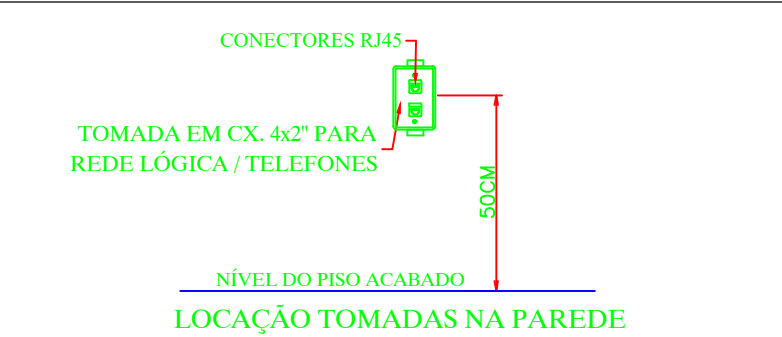 CONECTORES RJ45
TOMADA EM CX. 4x2" PARA
REDE LÓGICA / TELEFONES
50CM
NÍVEL DO PISO ACABADO
LOCAÇÃO TOMADAS NA PAREDE